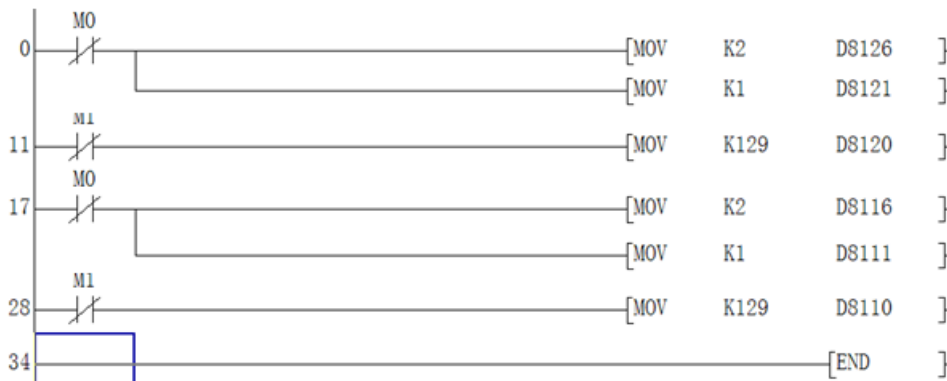 M0
0 [MOV K2 D8126 ]
[MOV K1 D8121 ]
M1
11 [MOV K129 D8120 ]
M0
17 [MOV K2 D8116 ]
[MOV K1 D8111 ]
M1
28 [MOV K129 D8110 ]
34 [END ]